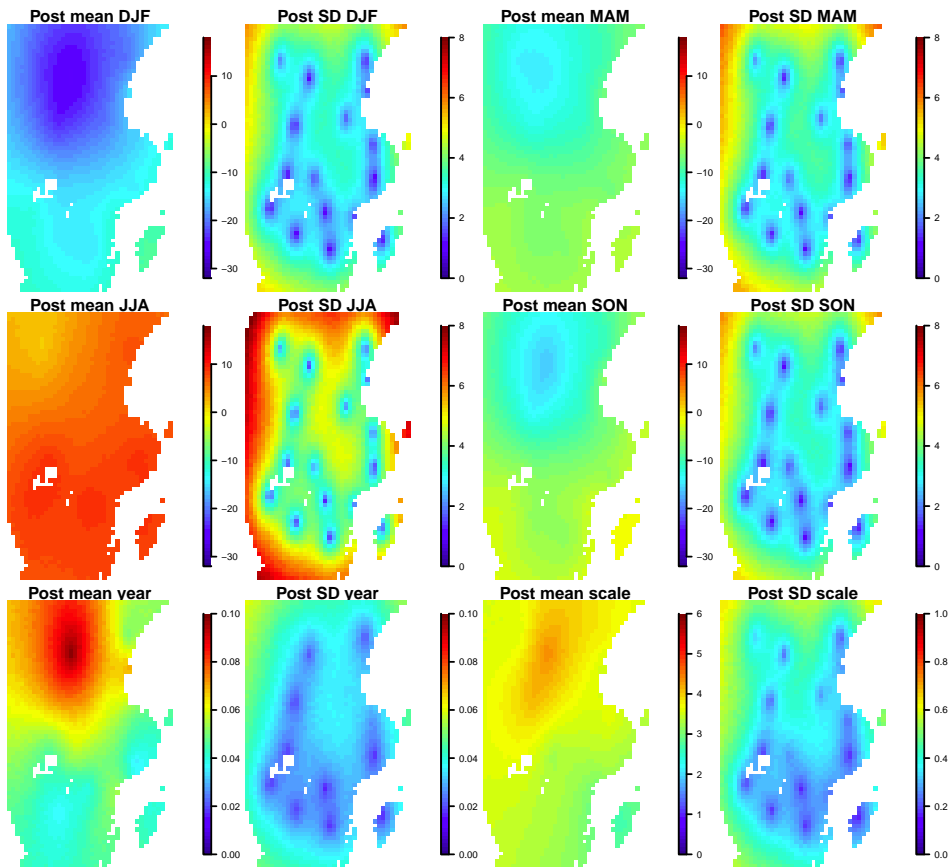 Post mean DJF Post SD DJF Post mean MAM Post SD MAM
10 8 10 8
0 6 0 6
−10 4 −10 4
−20 2 −20 2
−30 0 −30 0
Post mean JJA Post SD JJA Post mean SON Post SD SON
10 8 10 8
0 6 0 6
−10 4 −10 4
−20 2 −20 2
−30 0 −30 0
Post mean year Post SD year Post mean scale Post SD scale
0.10 0.10 6 1.0
0.08 0.08 5 0.8
0.06 0.06 4 0.6
0.04 0.04 3 0.4
0.02 0.02 2 0.2
0.00 0.00 1 0.0
0